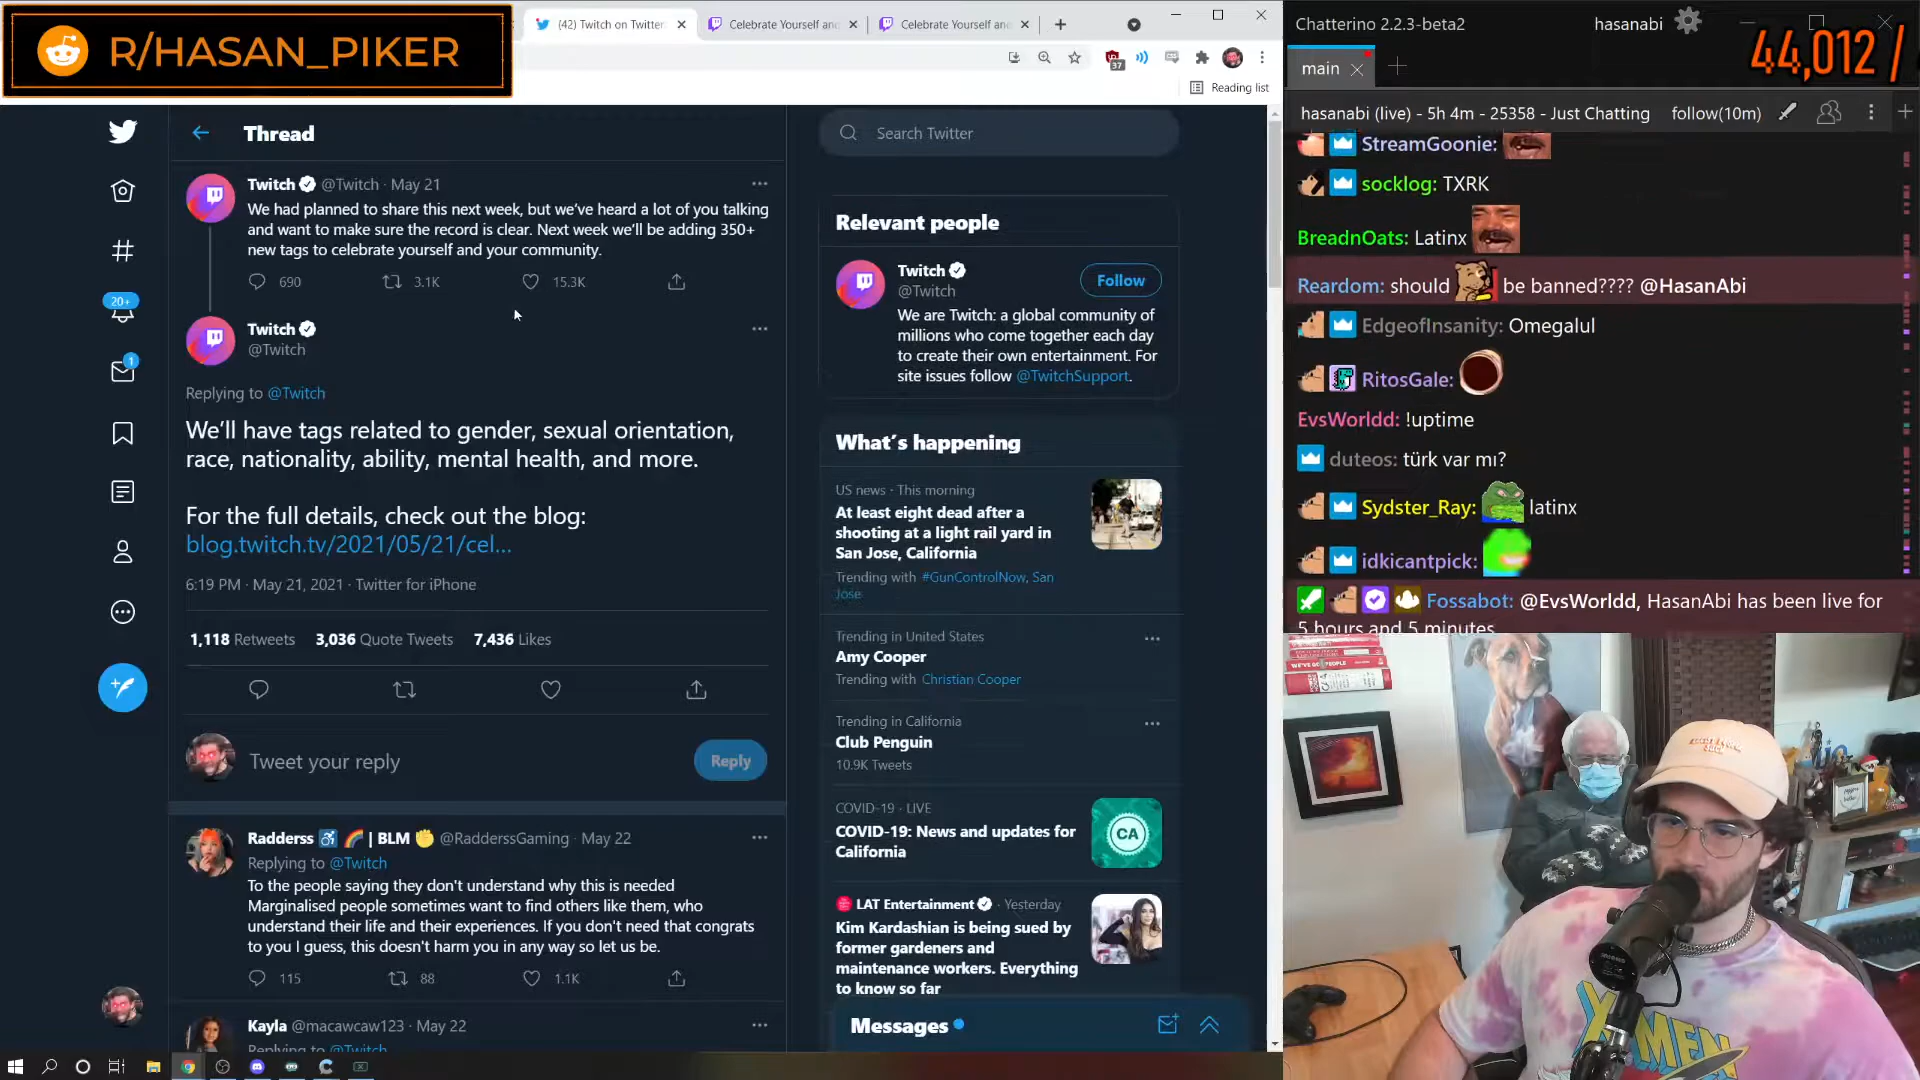 R/HASAN_PIKER
(42) Twitch on Twitter
Celebrate Yourself and
Celebrate Yourself and
37
Reading list
Thread
Search Twitter
Twitch @Twitch · May 21
We had planned to share this next week, but we've heard a lot of you talking
and want to make sure the record is clear. Next week we'll be adding 350+
new tags to celebrate yourself and your community.
690 3.1K 15.3K
20+
1
Twitch
@Twitch
Replying to @Twitch
We'll have tags related to gender, sexual orientation,
race, nationality, ability, mental health, and more.
For the full details, check out the blog:
blog.twitch.tv/2021/05/21/cel...
6:19 PM · May 21, 2021 · Twitter for iPhone
1,118 Retweets 3,036 Quote Tweets 7,436 Likes
Tweet your reply
Reply
Radderss | BLM @RadderssGaming · May 22
Replying to @Twitch
To the people saying they don't understand why this is needed
Marginalised people sometimes want to find others like them, who
understand their life and their experiences. If you don't need that congrats
to you I guess, this doesn't harm you in any way so let us be.
115 88 1.1K
Kayla @macawcaw123 · May 22
Replying to @Twitch
Relevant people
Twitch
@Twitch
Follow
We are Twitch: a global community of
millions who come together each day
to create their own entertainment. For
site issues follow @TwitchSupport.
What's happening
US news · This morning
At least eight dead after a
shooting at a light rail yard in
San Jose, California
Trending with #GunControlNow, San
Jose
Trending in United States
Amy Cooper
Trending with Christian Cooper
Trending in California
Club Penguin
10.9K Tweets
COVID-19 · LIVE
COVID-19: News and updates for
California
CA
LAT Entertainment · Yesterday
Kim Kardashian is being sued by
former gardeners and
maintenance workers. Everything
to know so far
Messages
Chatterino 2.2.3-beta2
hasanabi
44,012 /
main
hasanabi (live) - 5h 4m - 25358 - Just Chatting
follow(10m)
StreamGoonie:
socklog: TXRK
BreadnOats: Latinx
Reardom: should be banned???? @HasanAbi
EdgeofInsanity: Omegalul
RitosGale:
EvsWorldd: !uptime
duteos: türk var mı?
Sydster_Ray: latinx
idkicantpick:
Fossabot: @EvsWorldd, HasanAbi has been live for
5 hours and 5 minutes
X-MEN